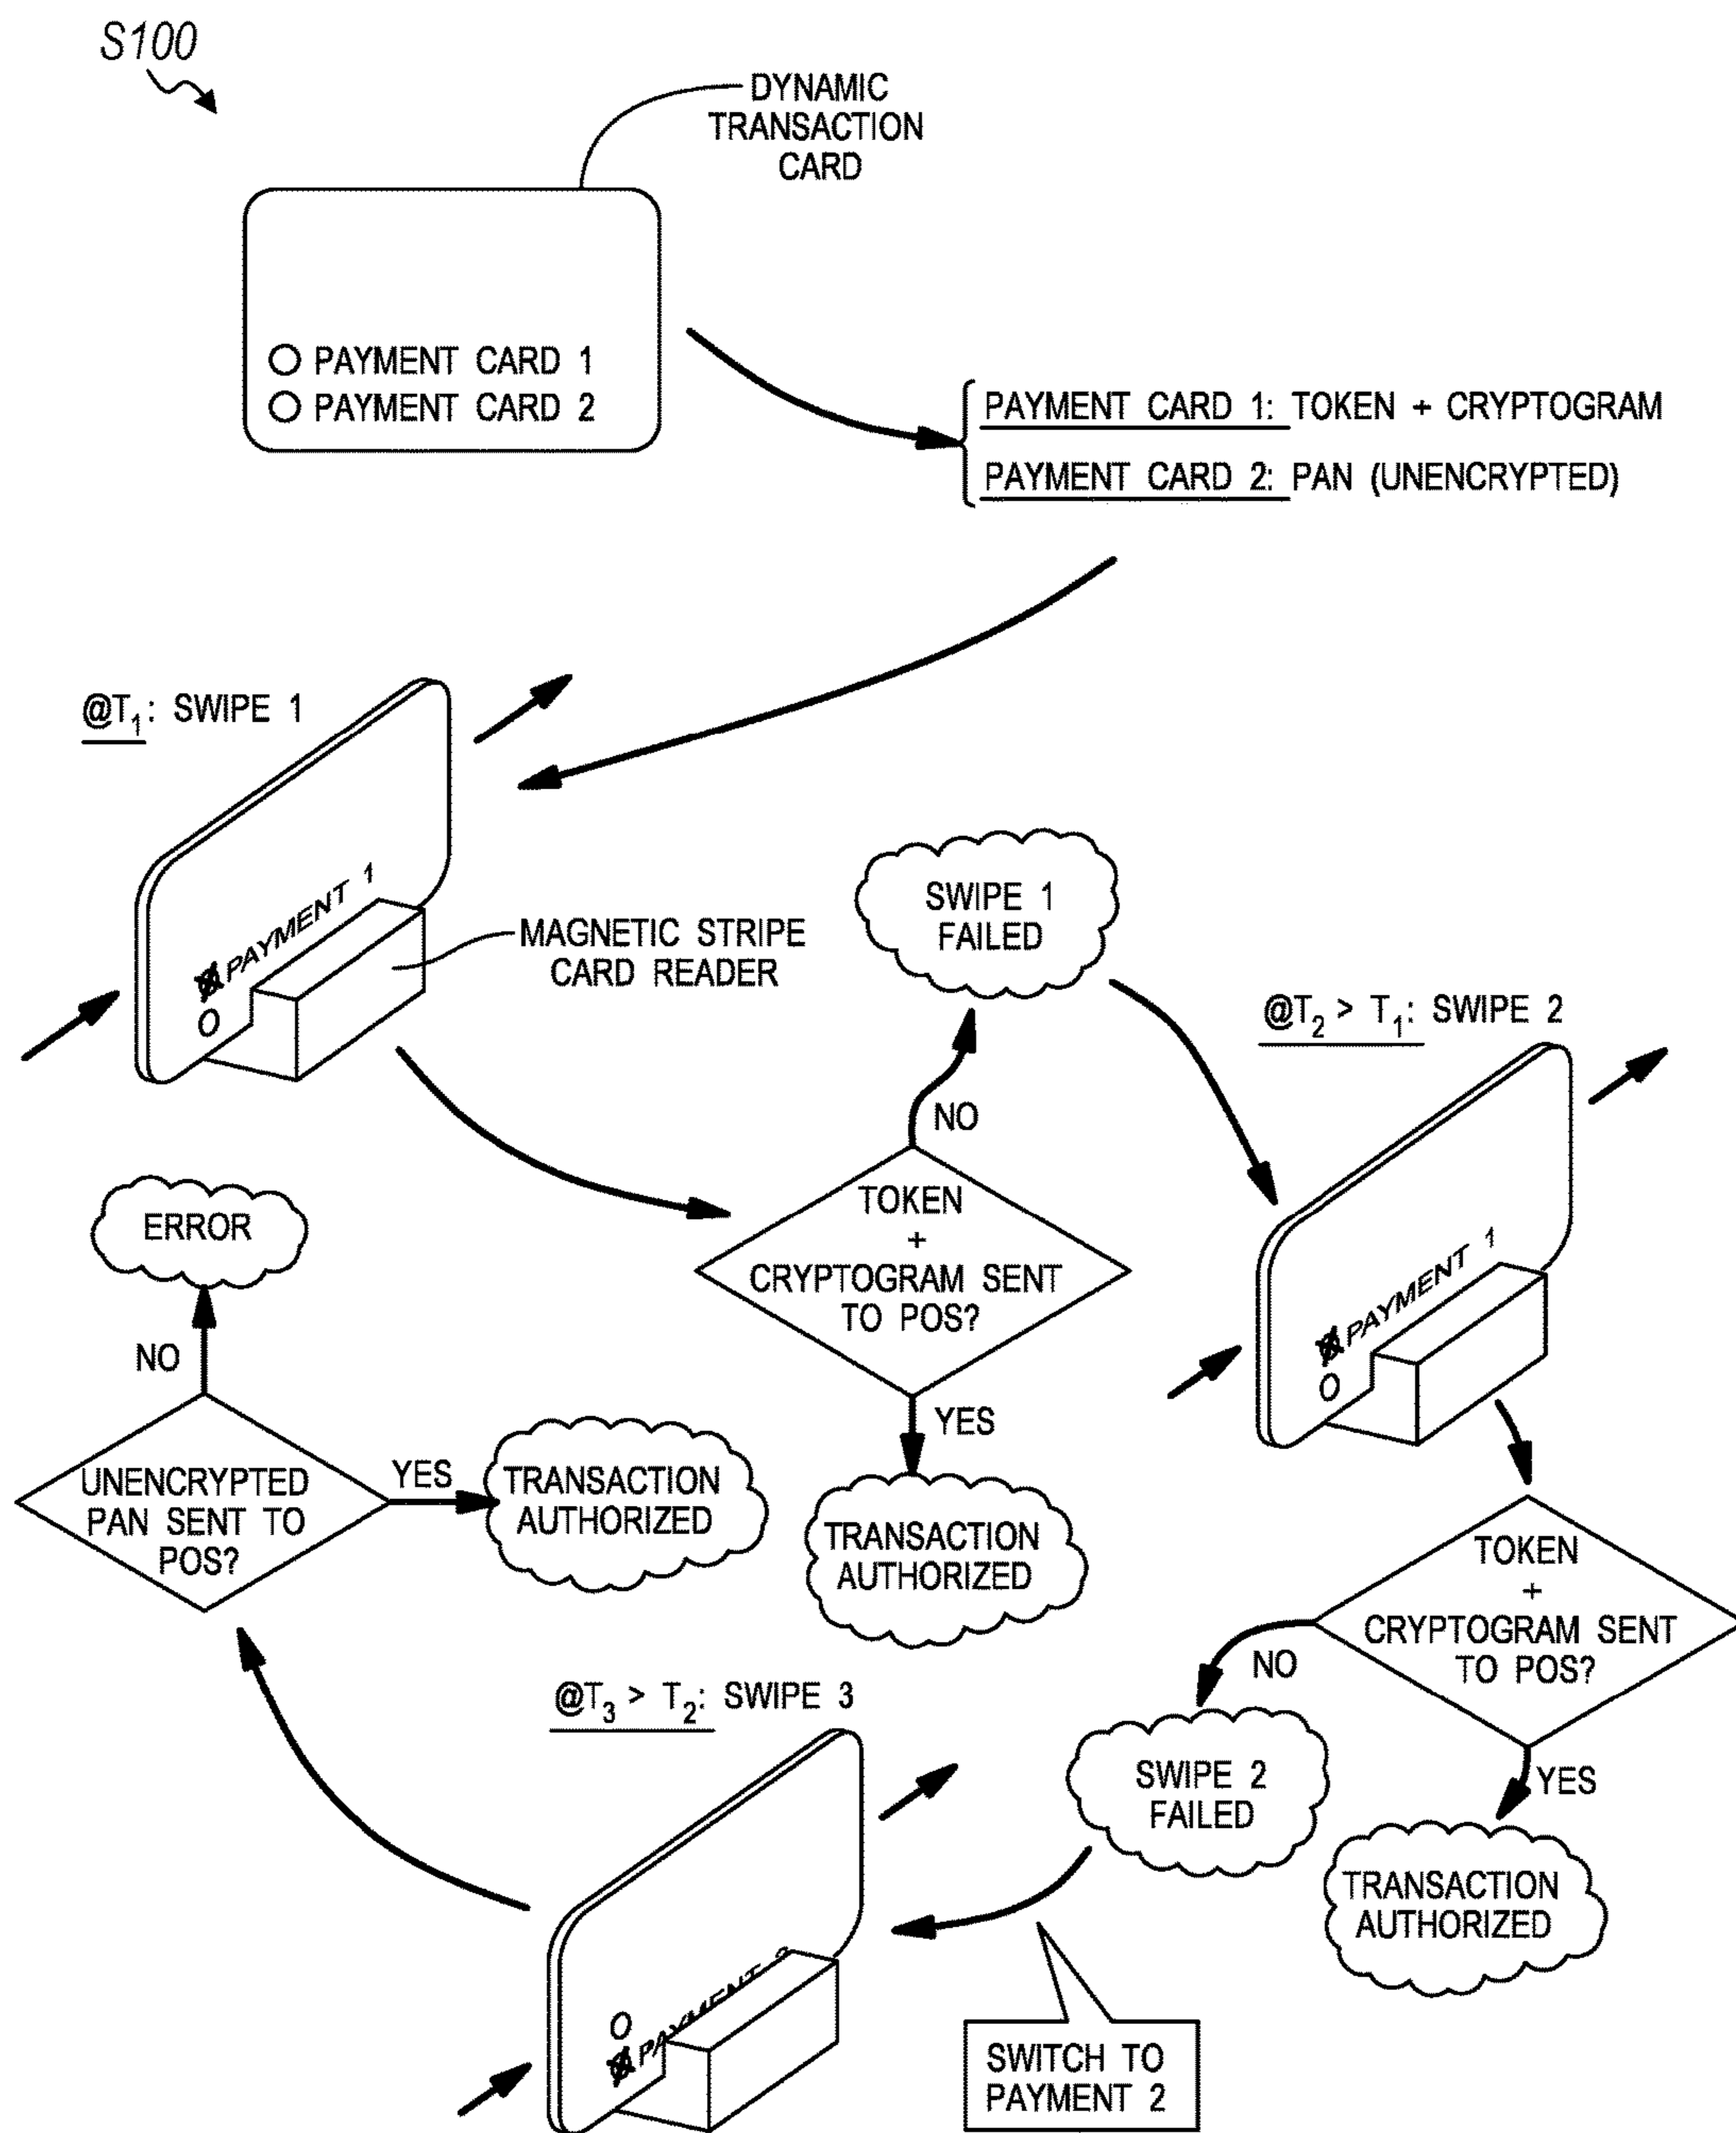 S100
DYNAMIC
TRANSACTION
CARD
PAYMENT CARD 1
PAYMENT CARD 2
PAYMENT CARD 1: TOKEN + CRYPTOGRAM
PAYMENT CARD 2: PAN (UNENCRYPTED)
@T1: SWIPE 1
PAYMENT 1
MAGNETIC STRIPE
CARD READER
SWIPE 1
FAILED
@T2 > T1: SWIPE 2
PAYMENT 1
NO
TOKEN
+
CRYPTOGRAM SENT
TO POS?
YES
TRANSACTION
AUTHORIZED
ERROR
NO
UNENCRYPTED
PAN SENT TO
POS?
YES
TRANSACTION
AUTHORIZED
TOKEN
+
CRYPTOGRAM SENT
TO POS?
NO
YES
SWIPE 2
FAILED
TRANSACTION
AUTHORIZED
@T3 > T2: SWIPE 3
PAYMENT 2
SWITCH TO
PAYMENT 2